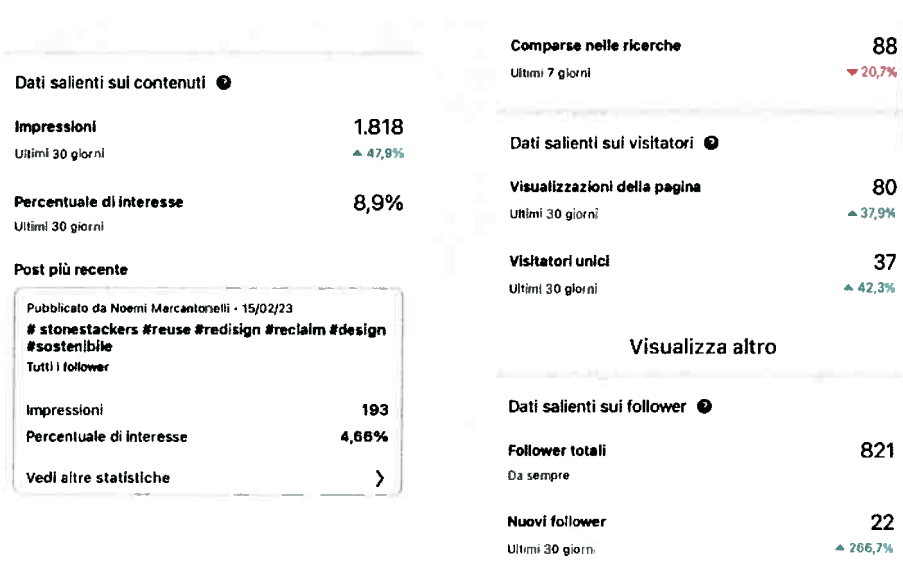 Dati salienti sui contenuti
Impressioni
1.818
Ultimi 30 giorni
47,9%
Percentuale di interesse
8,9%
Ultimi 30 giorni
Post più recente
Pubblicato da Noemi Marcantonelli • 15/02/23
# stonestackers #reuse #redisign #reclaim #design
#sostenibile
Tutti i follower
Impressioni
193
Percentuale di interesse
4,66%
Vedi altre statistiche
Comparse nelle ricerche
88
Ultimi 7 giorni
20,7%
Dati salienti sui visitatori
Visualizzazioni della pagina
80
Ultimi 30 giorni
37,9%
Visitatori unici
37
Ultimi 30 giorni
42,3%
Visualizza altro
Dati salienti sui follower
Follower totali
821
Da sempre
Nuovi follower
22
Ultimi 30 giorni
266,7%